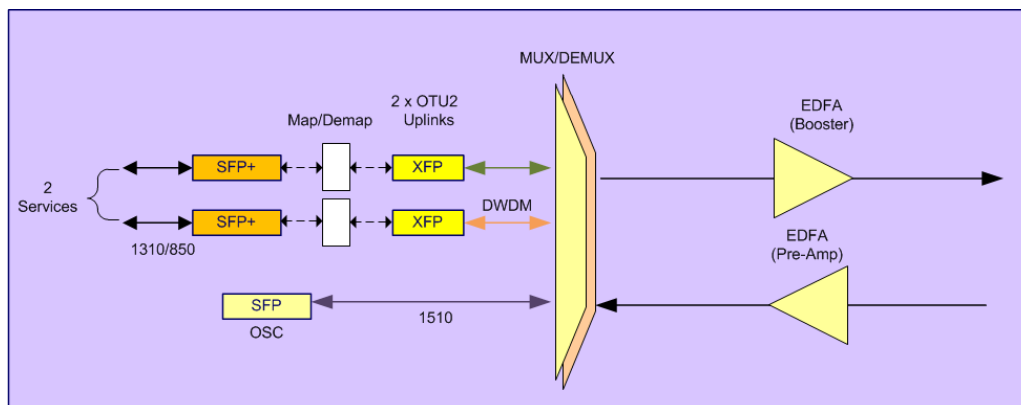 MUX/DEMUX
2 x OTU2
Uplinks
Map/Demap
EDFA
(Booster)
SFP+
XFP
2
Services
SFP+
XFP
DWDM
1310/850
EDFA
(Pre-Amp)
SFP
OSC
1510